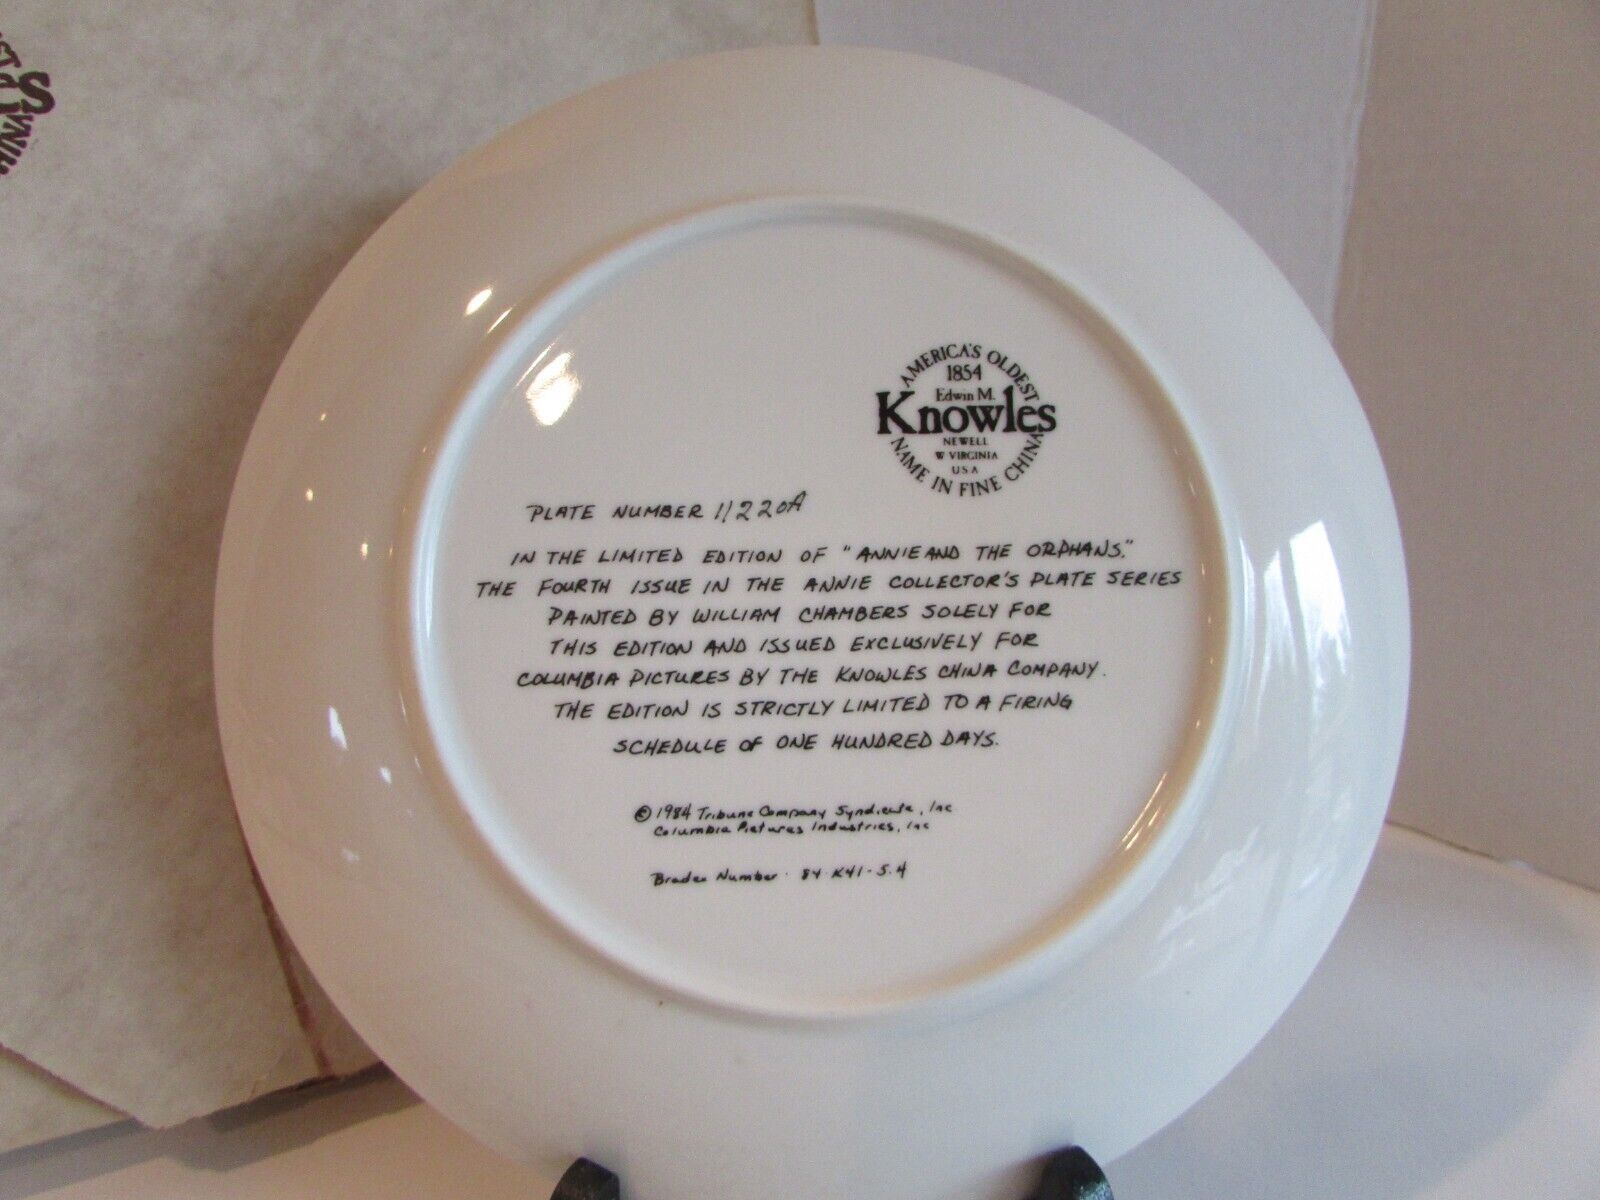 AMERICA'S OLDEST
1854
Edwin M.
Knowles
NEWELL
W VIRGINIA
USA
NAME IN FINE CHINA
PLATE NUMBER 11220A
IN THE LIMITED EDITION OF "ANNIE AND THE ORPHANS."
THE FOURTH ISSUE IN THE ANNIE COLLECTOR'S PLATE SERIES
PAINTED BY WILLIAM CHAMBERS SOLELY FOR
THIS EDITION AND ISSUED EXCLUSIVELY FOR
COLUMBIA PICTURES BY THE KNOWLES CHINA COMPANY.
THE EDITION IS STRICTLY LIMITED TO A FIRING
SCHEDULE OF ONE HUNDRED DAYS.
© 1984 Tribune Company Syndicate, Inc
Columbia Pictures Industries, Inc
Bradex Number · 84-K41-5.4